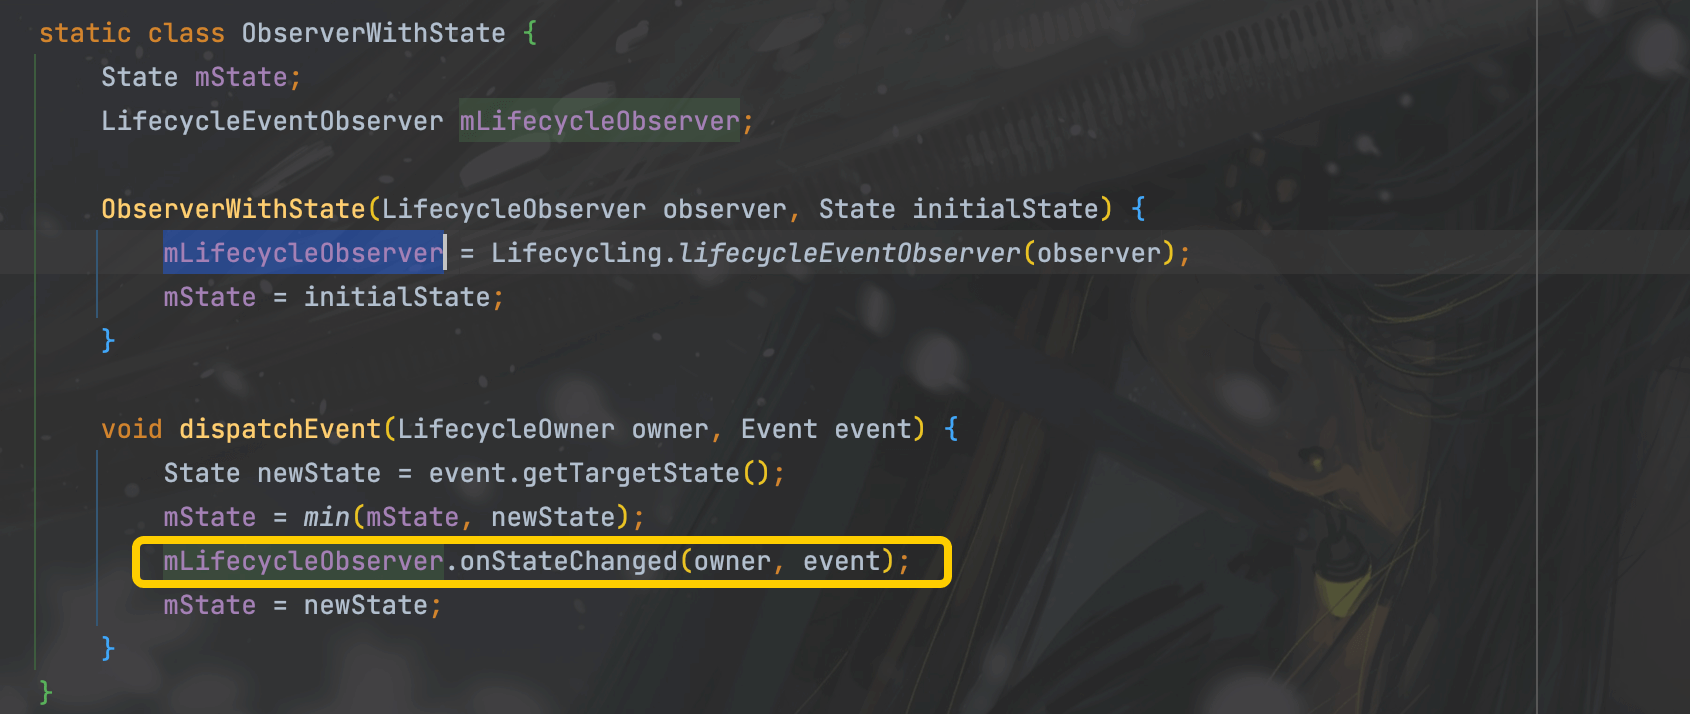 static class ObserverWithState {
State mState;
LifecycleEventObserver mLifecycleObserver;
ObserverWithState(LifecycleObserver observer, State initialState) {
mLifecycleObserver = Lifecycling.lifecycleEventObserver(observer);
mState = initialState;
}
void dispatchEvent(LifecycleOwner owner, Event event) {
State newState = event.getTargetState();
mState = min(mState, newState);
mLifecycleObserver.onStateChanged(owner, event);
mState = newState;
}
}